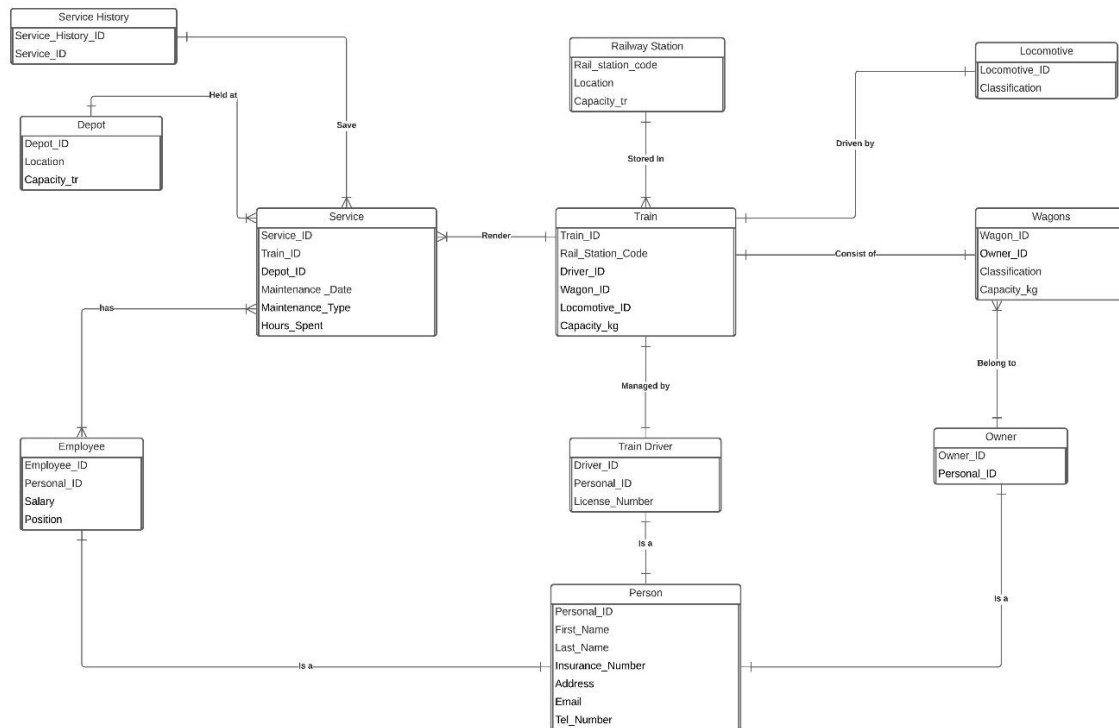 Service History
Service_History_ID
Service_ID
Railway Station
Rail_station_code
Location
Capacity_tr
Locomotive
Locomotive_ID
Classification
Held at
Depot
Depot_ID
Location
Capacity_tr
Save
Stored In
Driven by
Service
Service_ID
Train_ID
Depot_ID
Maintenance _Date
Maintenance_Type
Hours_Spent
Render
Train
Train_ID
Rail_Station_Code
Driver_ID
Wagon_ID
Locomotive_ID
Capacity_kg
Consist of
Wagons
Wagon_ID
Owner_ID
Classification
Capacity_kg
has
Managed by
Belong to
Employee
Employee_ID
Personal_ID
Salary
Position
Train Driver
Driver_ID
Personal_ID
License_Number
Owner
Owner_ID
Personal_ID
Is a
Person
Personal_ID
First_Name
Last_Name
Insurance_Number
Address
Email
Tel_Number
Is a
Is a